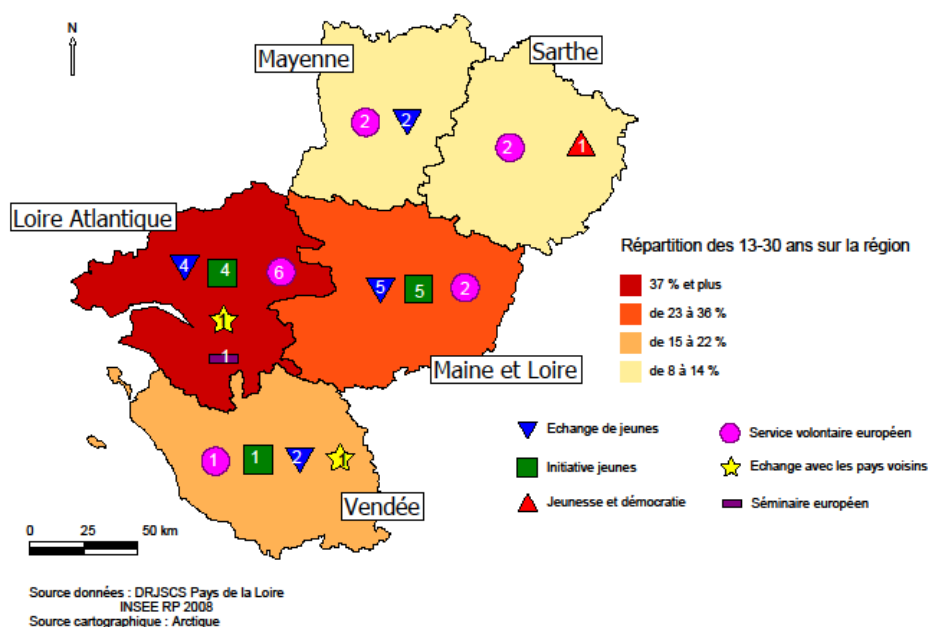 N
Mayenne
Sarthe
2
2
2
1
Loire Atlantique
4
4
6
1
1
5
5
2
Maine et Loire
1
1
2
1
Vendée
0 25 50 km
Répartition des 13-30 ans sur la région
37 % et plus
de 23 à 36 %
de 15 à 22 %
de 8 à 14 %
Echange de jeunes
Initiative jeunes
Jeunesse et démocratie
Service volontaire européen
Echange avec les pays voisins
Séminaire européen
Source données : DRJSCS Pays de la Loire
INSEE RP 2008
Source cartographique : Arctique